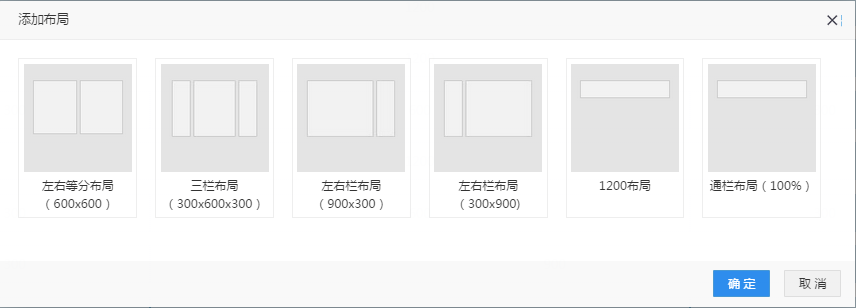 添加布局
左右等分布局
（600x600）
三栏布局
（300x600x300）
左右栏布局
（900x300）
左右栏布局
（300x900)
1200布局
通栏布局（100%）
确 定
取 消